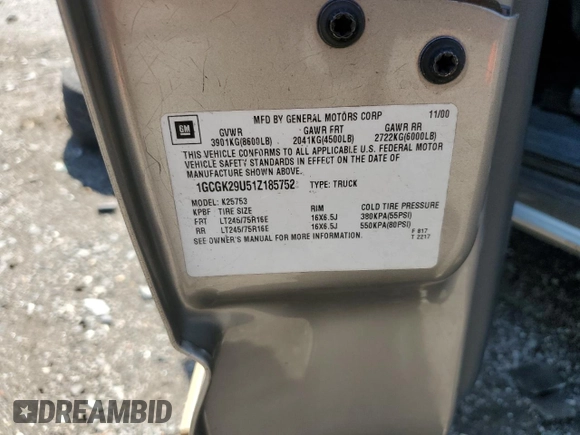 GM
MFD BY GENERAL MOTORS CORP 11/00
GVWR GAWR FRT GAWR RR
3901KG(8600LB) 2041KG(4500LB) 2722KG(6000LB)
THIS VEHICLE CONFORMS TO ALL APPLICABLE U.S. FEDERAL MOTOR
VEHICLE SAFETY STANDARDS IN EFFECT ON THE DATE OF
MANUFACTURE SHOWN ABOVE.
1GCGK29U51Z185752 TYPE: TRUCK
MODEL: K25753
KPBF TIRE SIZE RIM COLD TIRE PRESSURE
FRT LT245/75R16E 16X6.5J 380KPA(55PSI)
RR LT245/75R16E 16X6.5J 550KPA(80PSI)
SEE OWNER'S MANUAL FOR MORE INFORMATION.
F 817
T 2217
DREAMBID